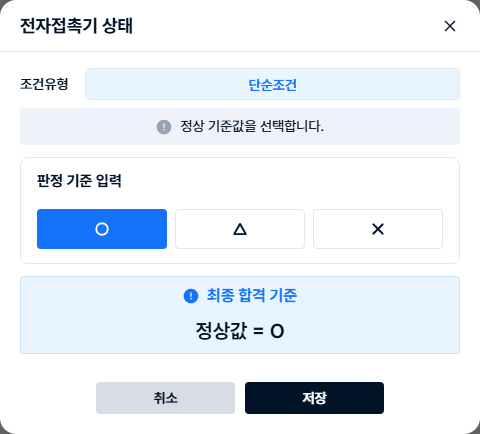 전자접촉기 상태
조건유형 단순조건
정상 기준값을 선택합니다.
판정 기준 입력
최종 합격 기준
정상값 = O
취소 저장